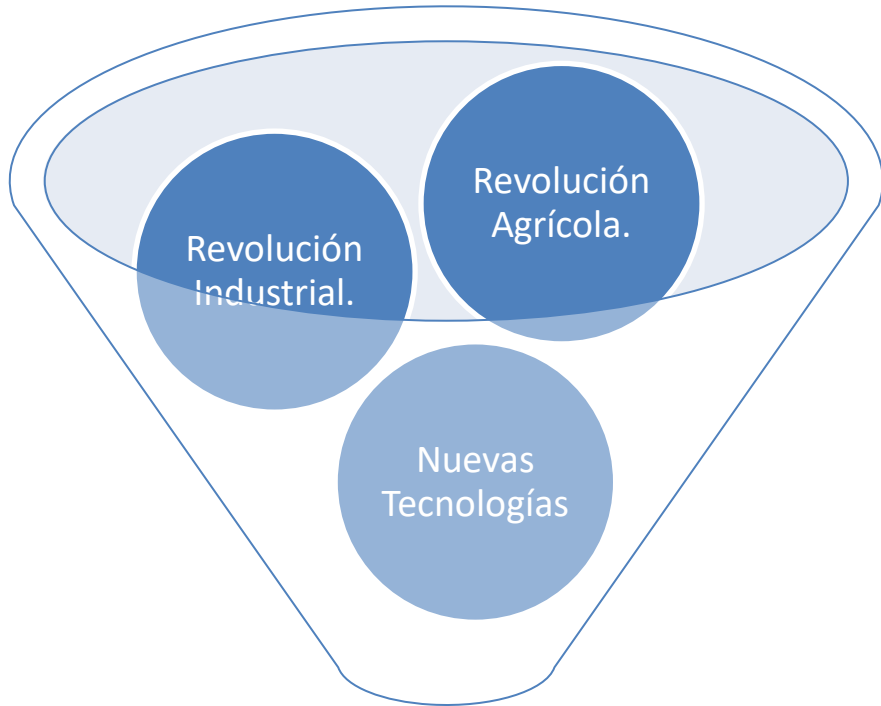 Revolución
Agrícola.
Revolución
Industrial.
Nuevas
Tecnologías